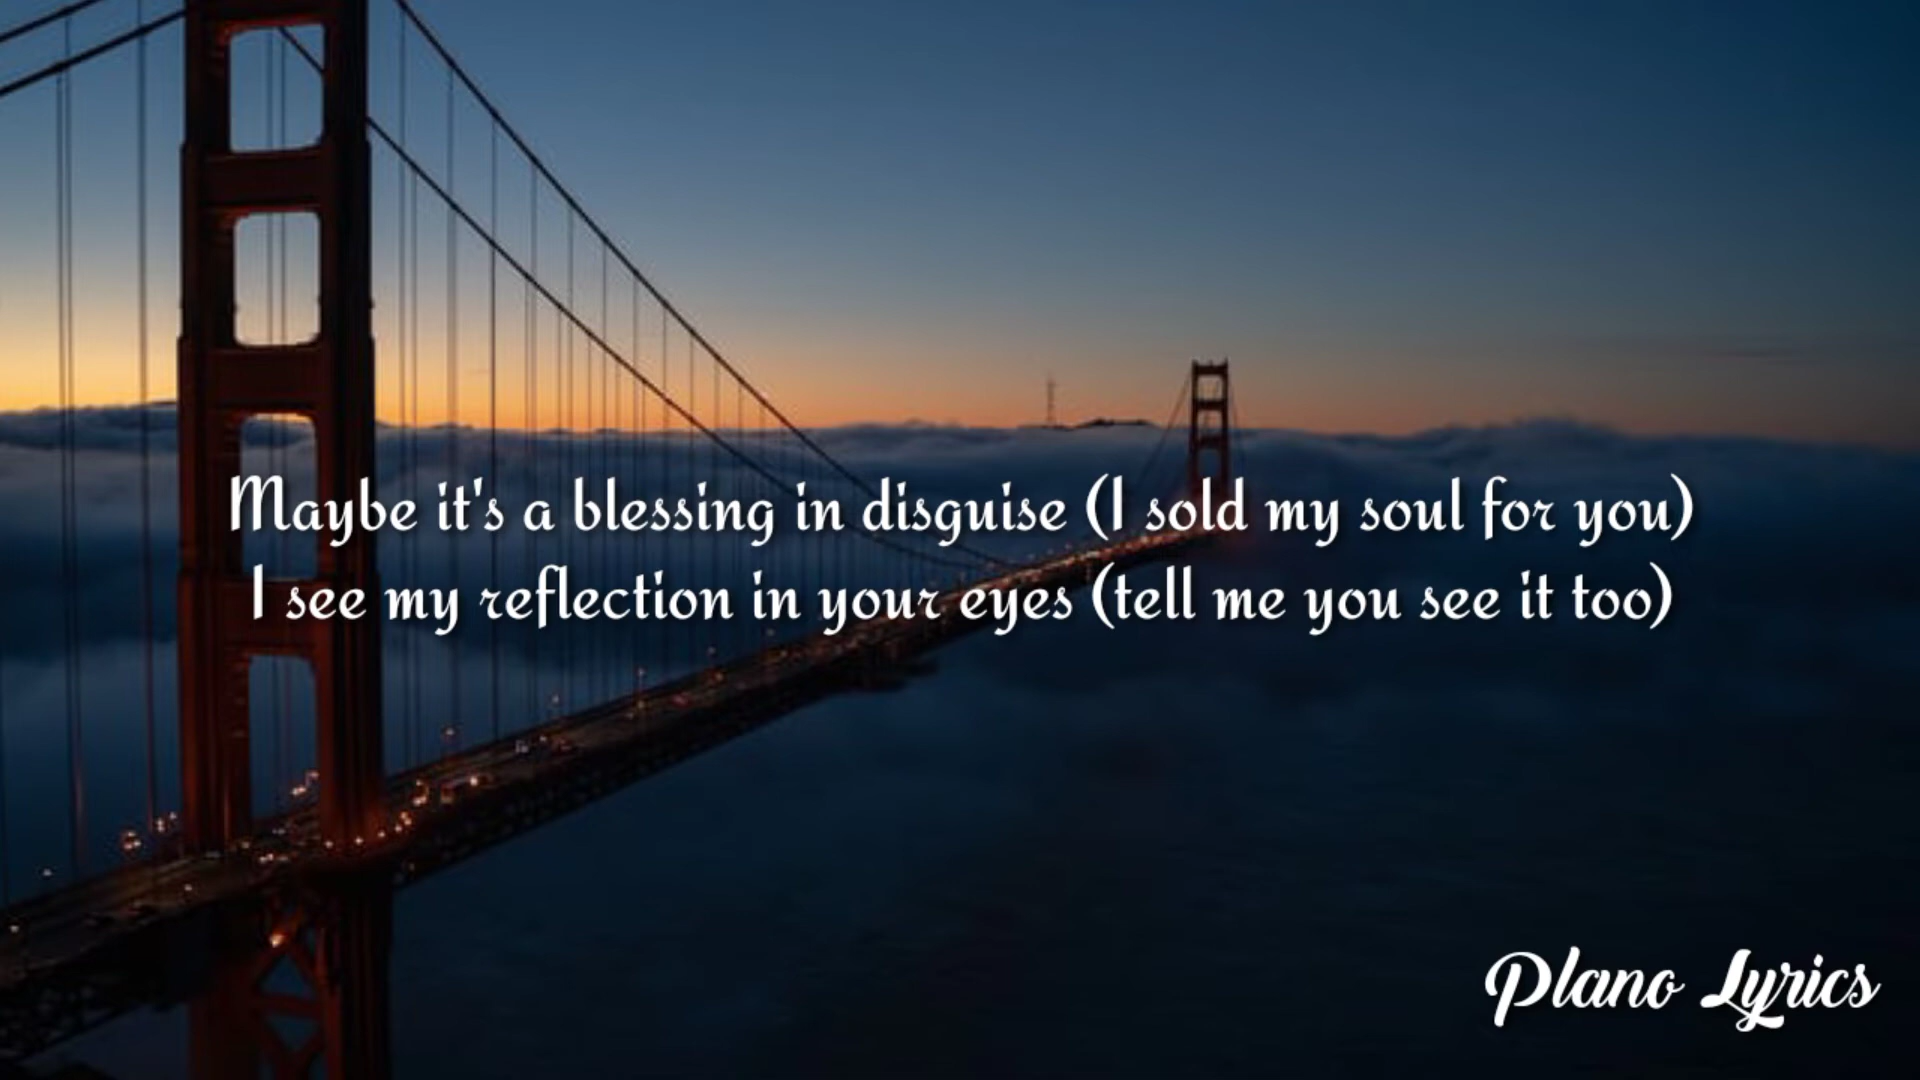 Maybe it's a blessing in disguise (I sold my soul for you)
I see my reflection in your eyes (tell me you see it too)
Plano Lyrics